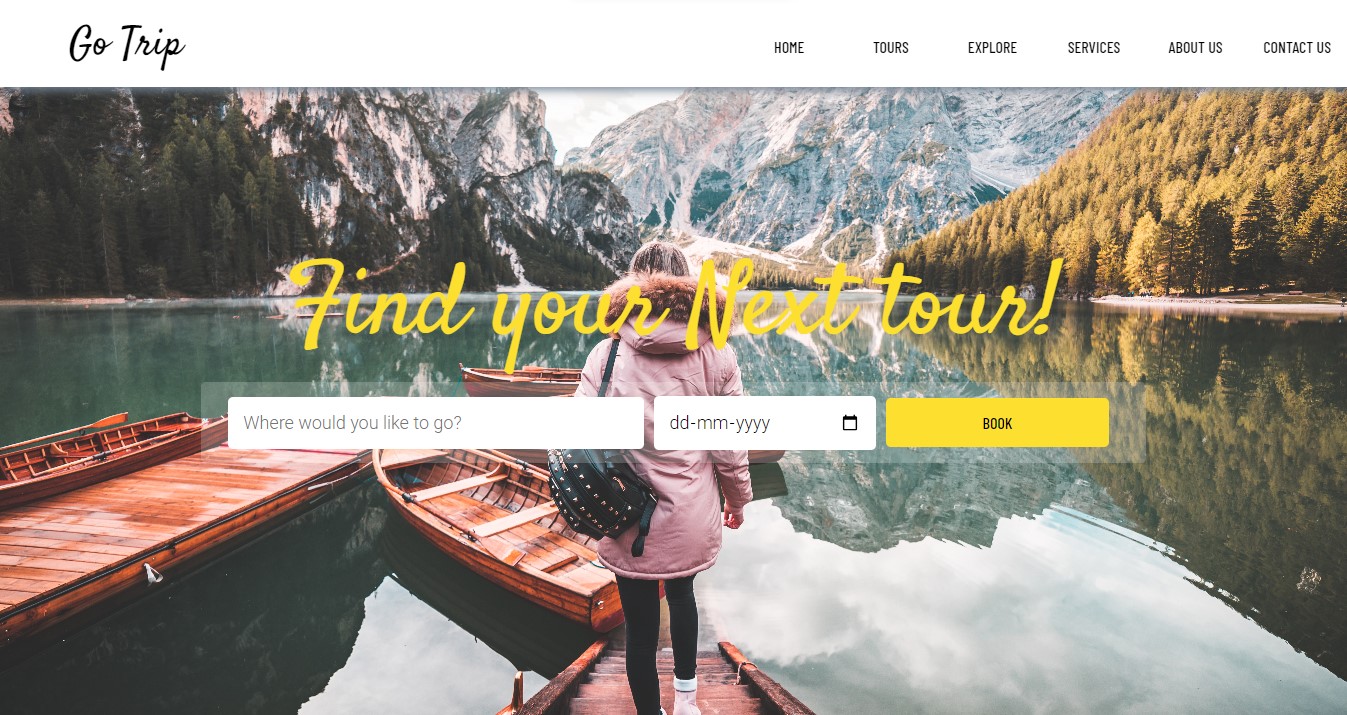 Go Trip
HOME TOURS EXPLORE SERVICES ABOUT US CONTACT US
Find your Next tour!
Where would you like to go? dd-mm-yyyy BOOK